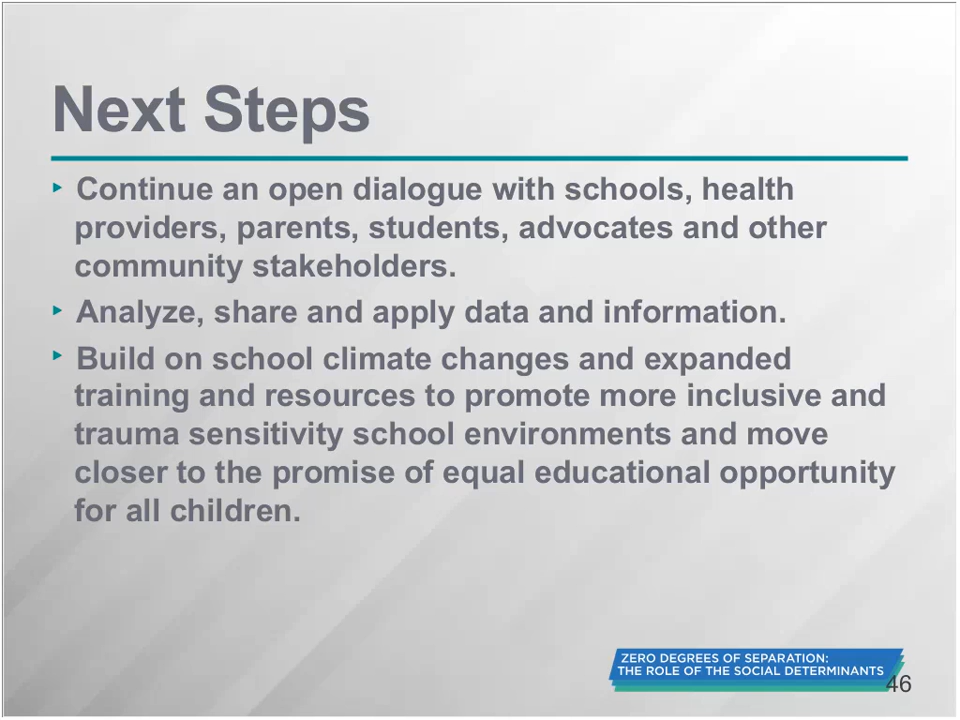 Next Steps
‣ Continue an open dialogue with schools, health
providers, parents, students, advocates and other
community stakeholders.
‣ Analyze, share and apply data and information.
‣ Build on school climate changes and expanded
training and resources to promote more inclusive and
trauma sensitivity school environments and move
closer to the promise of equal educational opportunity
for all children.
ZERO DEGREES OF SEPARATION:
THE ROLE OF THE SOCIAL DETERMINANTS
46